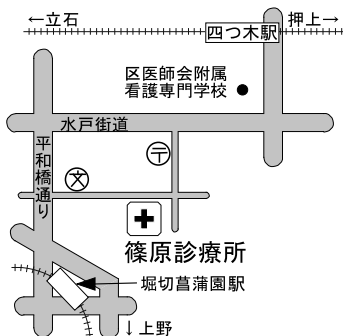 ←立石
押上→
四つ木駅
区医師会附属
看護専門学校
水戸街道
平和橋通り
〒
文
篠原診療所
堀切菖蒲園駅
↓上野